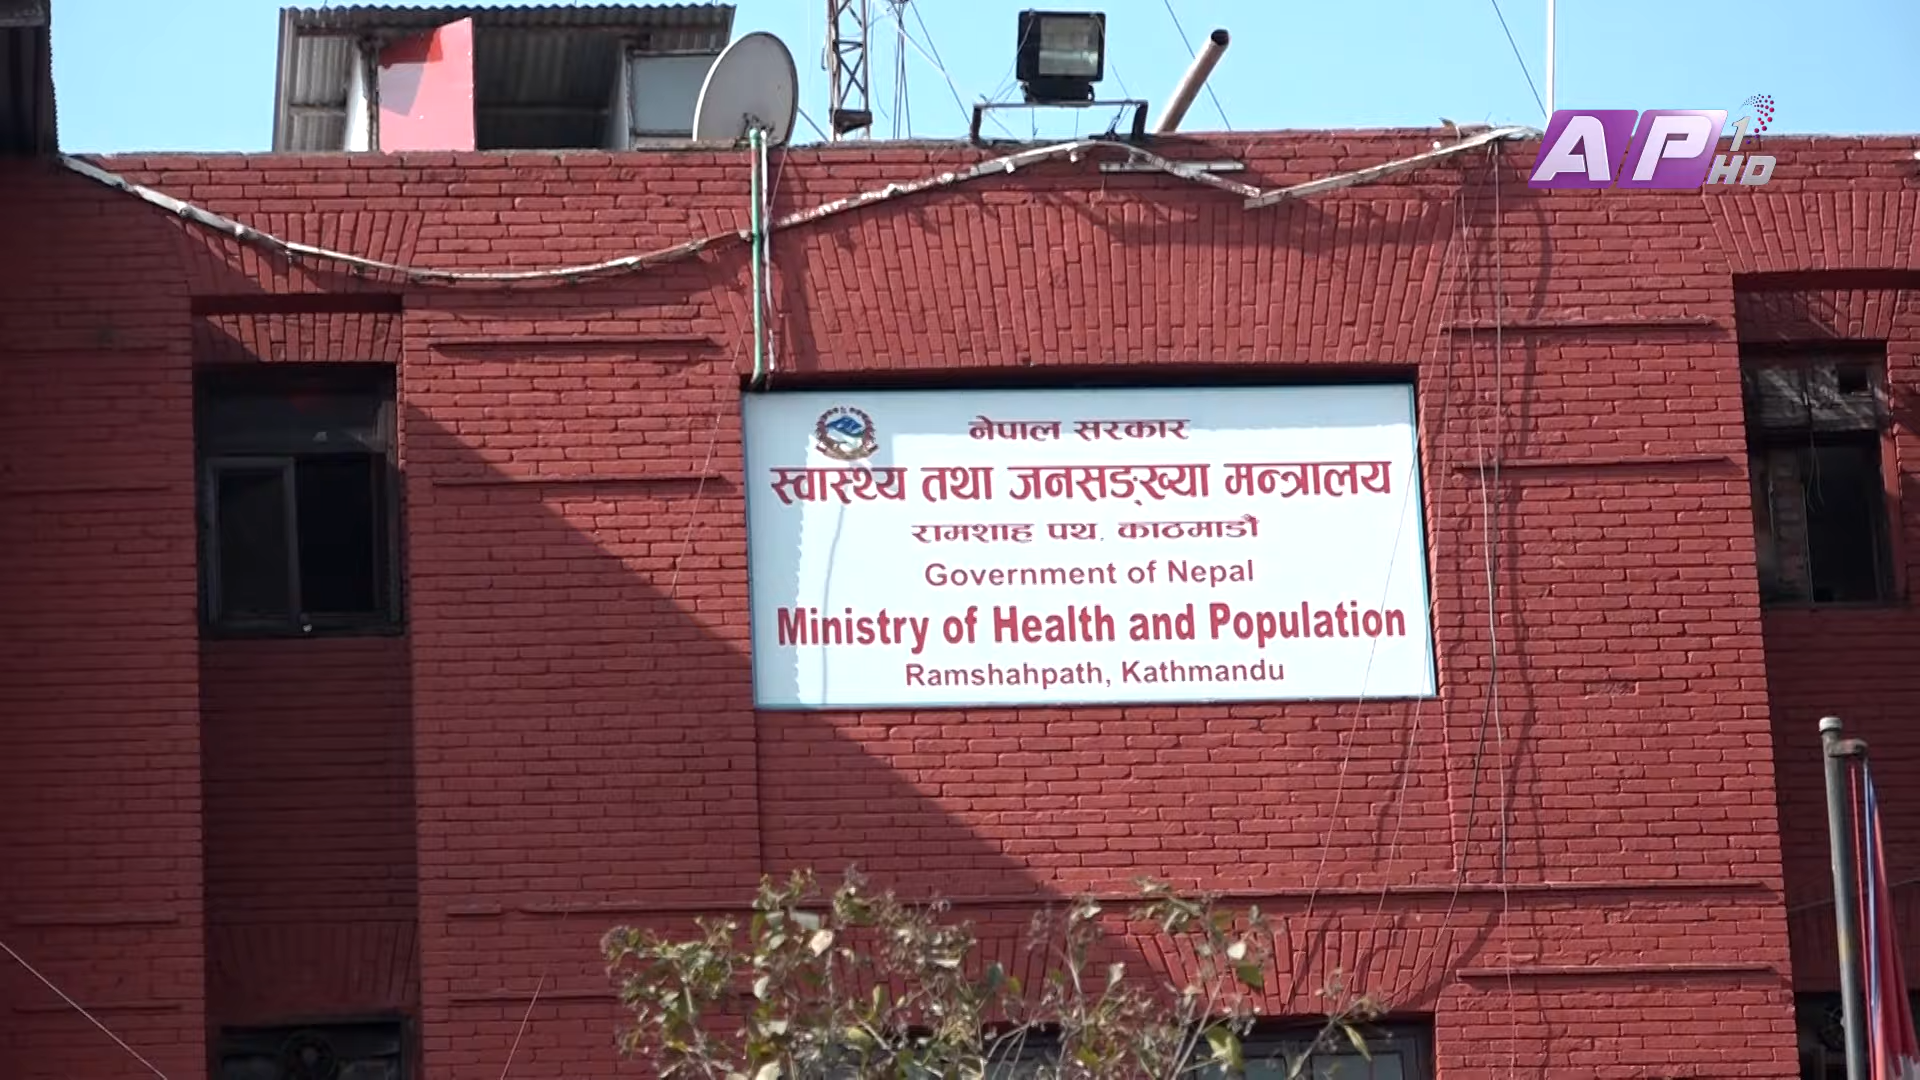 AP1 HD
नेपाल सरकार
स्वास्थ्य तथा जनसङ्ख्या मन्त्रालय
रामशाह पथ, काठमाडौं
Government of Nepal
Ministry of Health and Population
Ramshahpath, Kathmandu